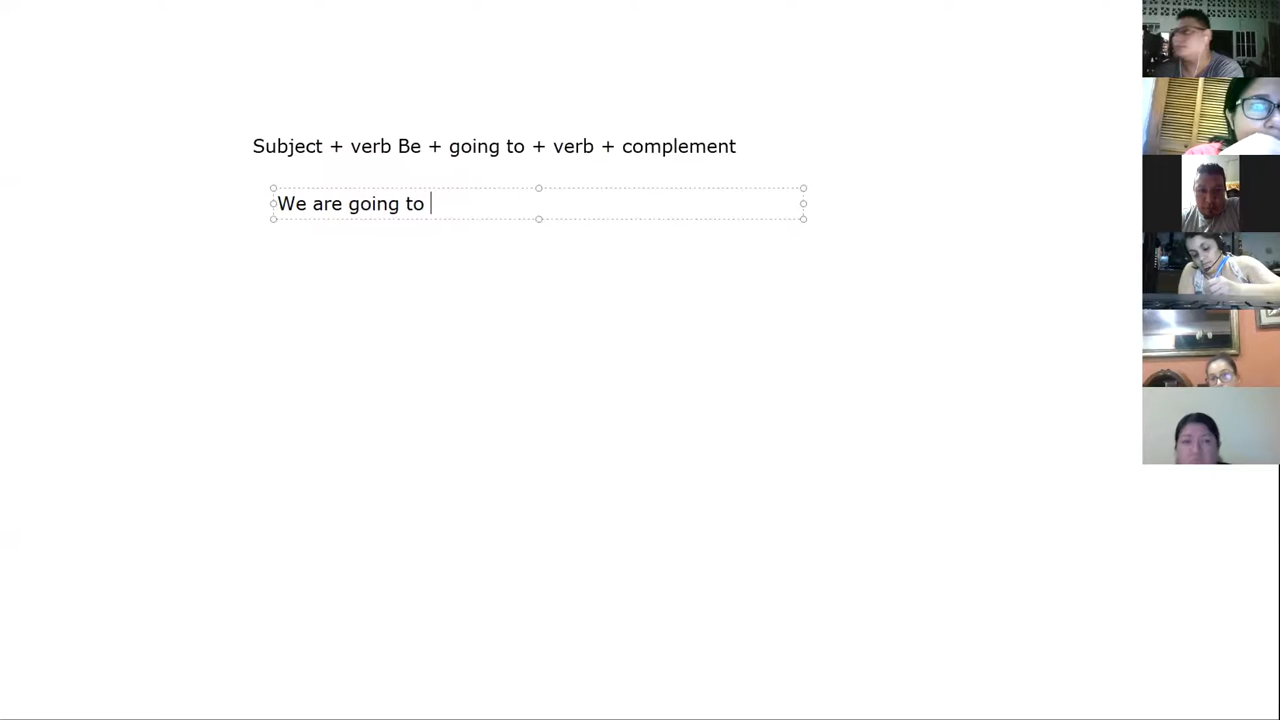 Subject + verb Be + going to + verb + complement
We are going to